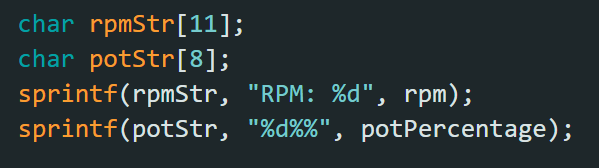 char rpmStr[11];
char potStr[8];
sprintf(rpmStr, "RPM: %d", rpm);
sprintf(potStr, "%d%%", potPercentage);